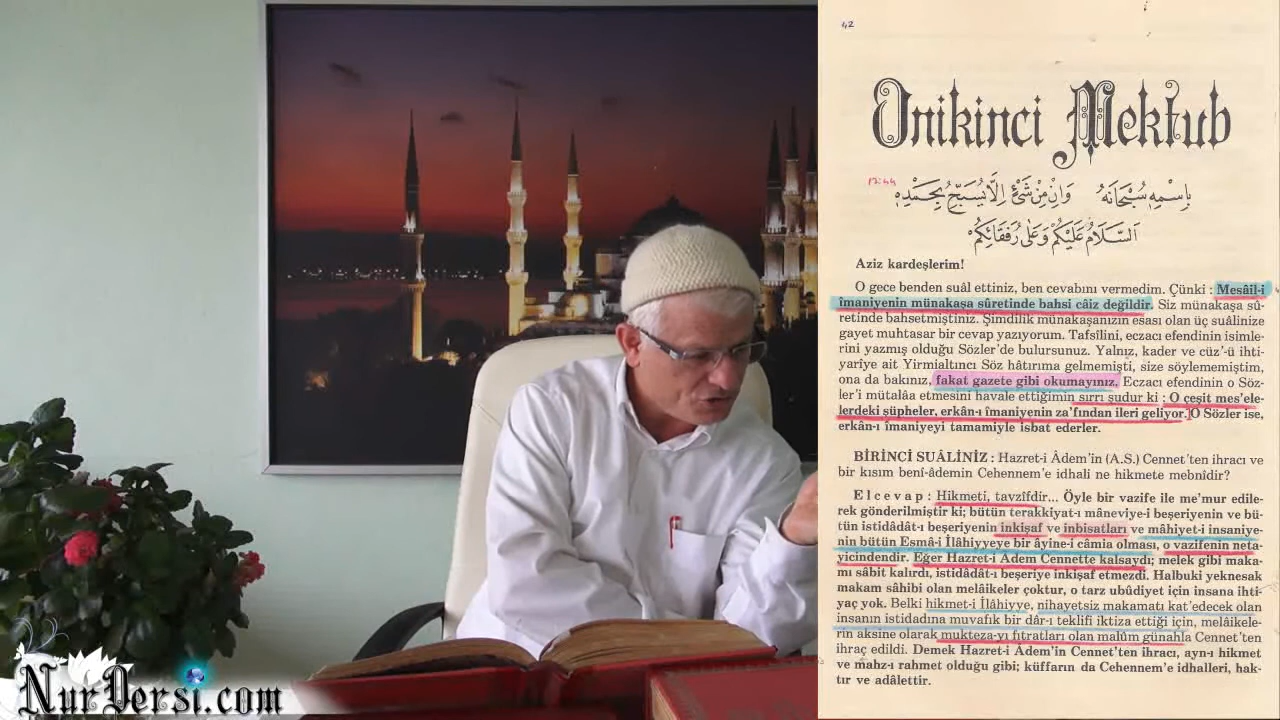 42
Onikinci Mektub
12:44
بِاسْمِهِ سُبْحَانَهُ وَاِنْ مِنْ شَيْءٍ اِلَّا يُسَبِّحُ بِحَمْدِهِ
اَلسَّلَامُ عَلَيْكُمْ وَعَلٰى رُفَقَائِكُمْ
Aziz kardeşlerim!
O gece benden suâl ettiniz, ben cevabını vermedim. Çünki : Mesâil-i
îmaniyenin münakaşa sûretinde bahsi câiz değildir. Siz münakaşa sû-
retinde bahsetmiştiniz. Şimdilik münakaşanızın esası olan üç suâlinize
gayet muhtasar bir cevap yazıyorum. Tafsîlini, eczacı efendinin isimle-
rini yazmış olduğu Sözler'de bulursunuz. Yalnız, kader ve cüz'-ü ihti-
yarîye ait Yirmialtıncı Söz hâtırıma gelmemişti, size söylememiştim,
ona da bakınız, fakat gazete gibi okumayınız. Eczacı efendinin o Söz-
ler'i mütalâa etmesini havale ettiğimin sırrı şudur ki : O çeşit mes'ele-
lerdeki şüpheler, erkân-ı îmaniyenin za'fından ileri geliyor. O Sözler ise,
erkân-ı îmaniyeyi tamamiyle isbat ederler.
BİRİNCİ SUÂLİNİZ : Hazret-i Âdem'in (A.S.) Cennet'ten ihracı ve
bir kısım benî-âdemin Cehennem'e idhali ne hikmete mebnîdir?
Elcevap : Hikmeti, tavzîfdir... Öyle bir vazife ile me'mur edile-
rek gönderilmiştir ki; bütün terakkiyat-ı mâneviye-i beşeriyenin ve bü-
tün istidâdât-ı beşeriyenin inkişaf ve inbisatları ve mâhiyet-i insaniye-
nin bütün Esmâ-i İlâhiyyeye bir âyine-i câmia olması, o vazifenin neta-
yicindendir. Eğer Hazret-i Âdem Cennette kalsaydı; melek gibi maka-
mı sâbit kalırdı, istidâdât-ı beşeriye inkişaf etmezdi. Halbuki yeknesak
makam sâhibi olan melâikeler çoktur, o tarz ubûdiyet için insana ihti-
yaç yok. Belki hikmet-i İlâhiyye, nihayetsiz makamatı kat'edecek olan
insanın istidadına muvafık bir dâr-ı teklifi iktiza ettiği için, melâikele-
rin aksine olarak mukteza-yı fıtratları olan malûm günahla Cennet'ten
ihraç edildi. Demek Hazret-i Âdem'in Cennet'ten ihracı, ayn-ı hikmet
ve mahz-ı rahmet olduğu gibi; küffarın da Cehennem'e idhalleri, hak-
tır ve adâlettir.
NurDersi.com